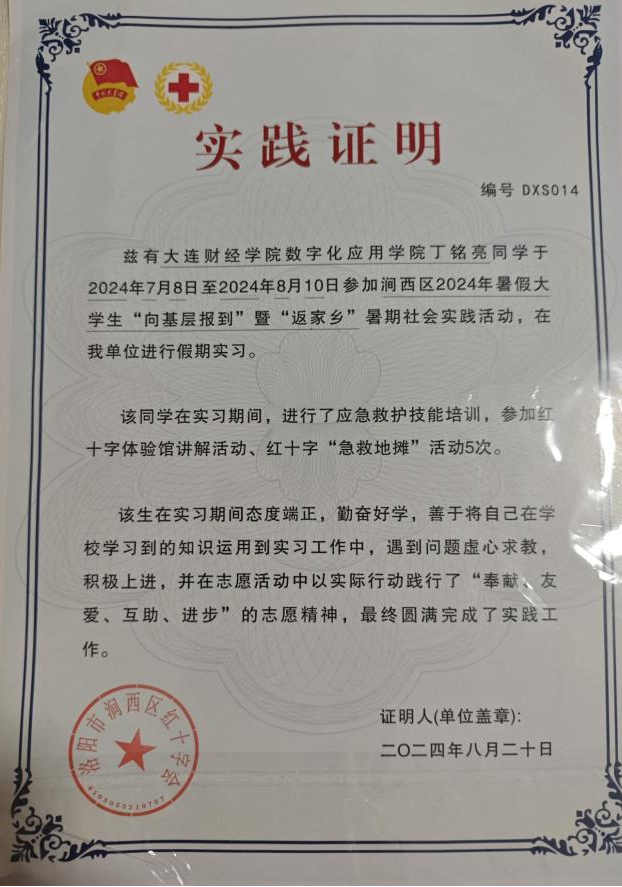 实践证明
编号 DXS014
兹有大连财经学院数字化应用学院丁铭亮同学于
2024年7月8日至2024年8月10日参加涧西区2024年暑假大
学生“向基层报到”暨“返家乡”暑期社会实践活动，在
我单位进行假期实习。
该同学在实习期间，进行了应急救护技能培训，参加红
十字体验馆讲解活动、红十字“急救地摊”活动5次。
该生在实习期间态度端正，勤奋好学，善于将自己在学
校学习到的知识运用到实习工作中，遇到问题虚心求教，
积极上进，并在志愿活动中以实际行动践行了“奉献、友
爱、互助、进步”的志愿精神，最终圆满完成了实践工
作。
证明人(单位盖章):
二〇二四年八月二十日
洛阳市涧西区红十字会